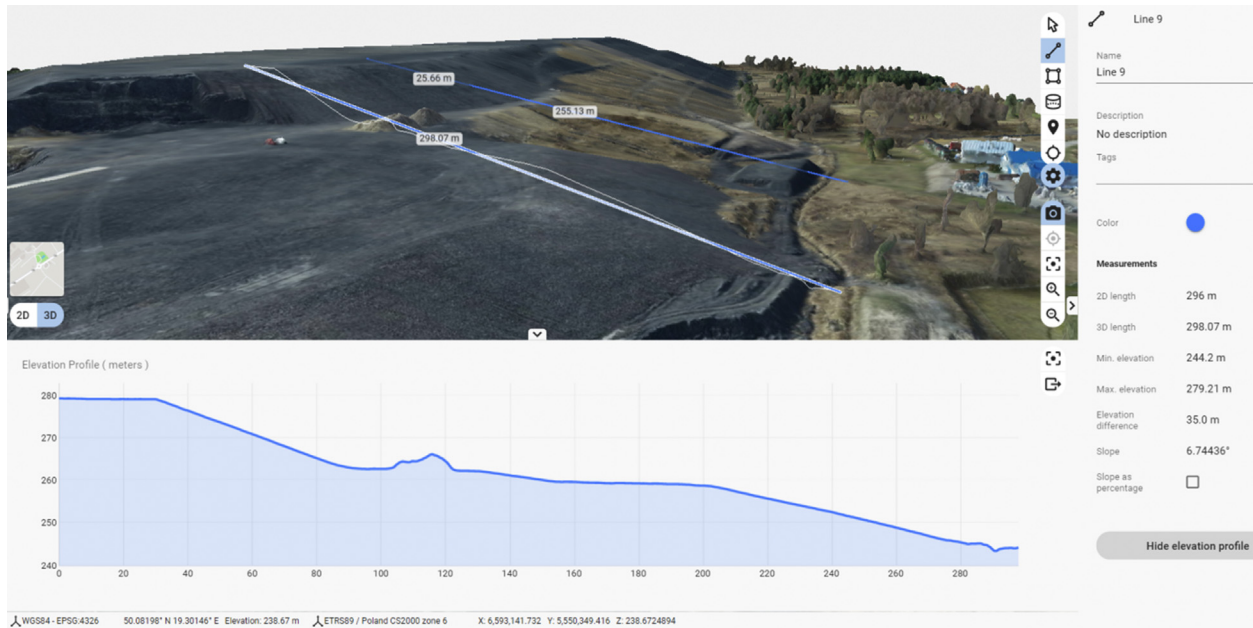 Line 9
25.66 m
255.13 m
298.07 m
2D 3D
Name
Line 9
Description
No description
Tags
Color
Measurements
2D length 296 m
3D length 298.07 m
Min. elevation 244.2 m
Max. elevation 279.21 m
Elevation
difference 35.0 m
Slope 6.74436°
Slope as
percentage
Hide elevation profile
Elevation Profile ( meters )
280
270
260
250
240
0 20 40 60 80 100 120 140 160 180 200 220 240 260 280
WGS84 - EPSG:4326 50.08198° N 19.30146° E Elevation: 238.67 m ETRS89 / Poland CS2000 zone 6 X: 6,593,141.732 Y: 5,550,349.416 Z: 238.6724894